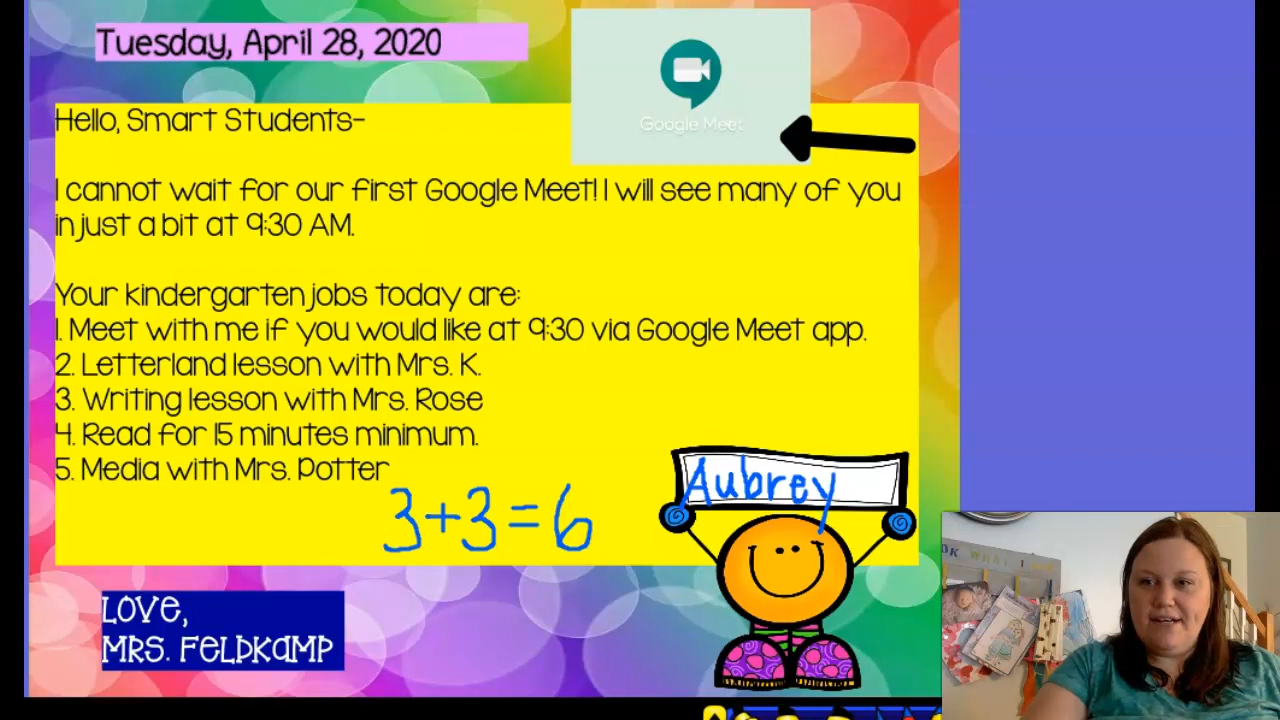 Tuesday, April 28, 2020
Google Meet
Hello, Smart Students-
I cannot wait for our first Google Meet! I will see many of you
in just a bit at 9:30 AM.
Your kindergarten jobs today are:
1. Meet with me if you would like at 9:30 via Google Meet app.
2. Letterland lesson with Mrs. K.
3. Writing lesson with Mrs. Rose
4. Read for 15 minutes minimum.
5. Media with Mrs. Potter
3+3=6
Aubrey
LOVE,
MRS. FELDKAMP
WHAT I